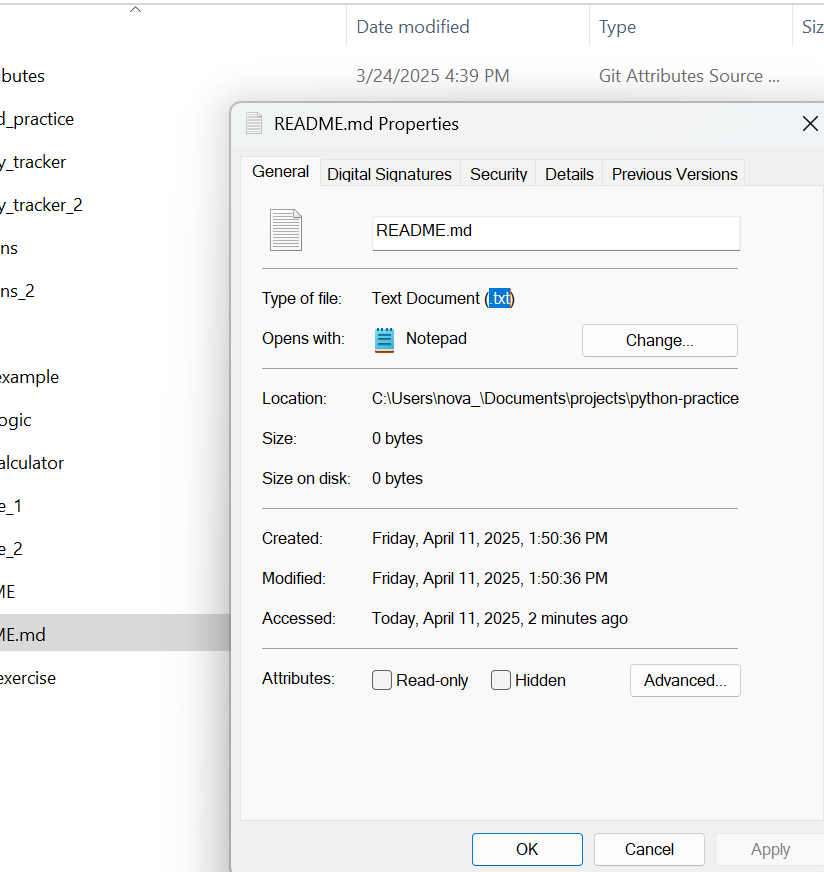 Date modified Type Siz
ibutes 3/24/2025 4:39 PM Git Attributes Source ...
d_practice
y_tracker
y_tracker_2
ns
ns_2
example
ogic
alculator
e_1
e_2
ME
ME.md
exercise
README.md Properties
General Digital Signatures Security Details Previous Versions
README.md
Type of file: Text Document (.txt)
Opens with: Notepad Change...
Location: C:\Users\nova_\Documents\projects\python-practice
Size: 0 bytes
Size on disk: 0 bytes
Created: Friday, April 11, 2025, 1:50:36 PM
Modified: Friday, April 11, 2025, 1:50:36 PM
Accessed: Today, April 11, 2025, 2 minutes ago
Attributes: Read-only Hidden Advanced...
OK Cancel Apply